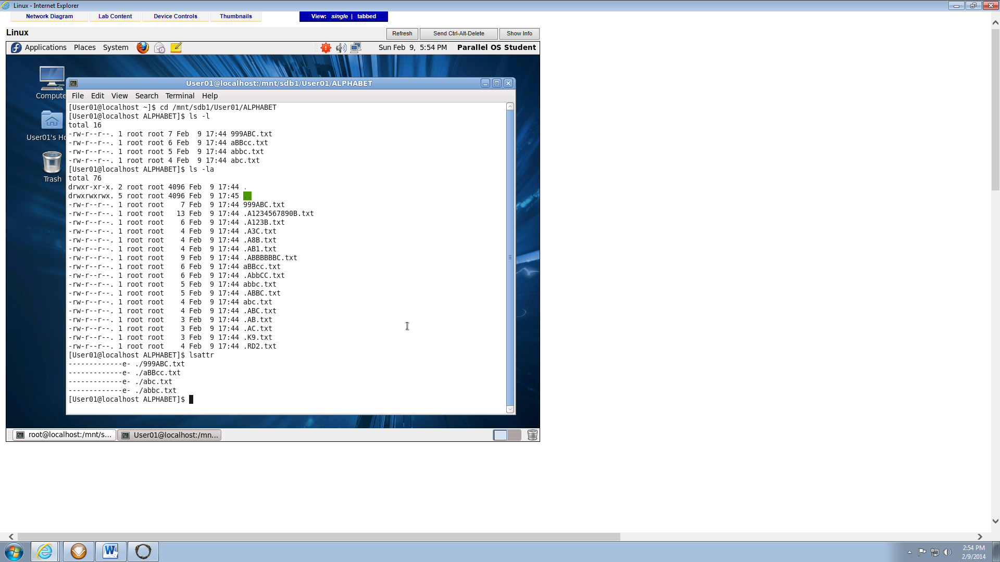 Linux - Internet Explorer
Network Diagram Lab Content Device Controls Thumbnails View: single | tabbed
Linux Refresh Send Ctrl-Alt-Delete Show Info
Applications Places System Sun Feb 9, 5:54 PM Parallel OS Student
Compute
User01's Ho
Trash
User01@localhost:/mnt/sdb1/User01/ALPHABET
File Edit View Search Terminal Help
[User01@localhost ~]$ cd /mnt/sdb1/User01/ALPHABET
[User01@localhost ALPHABET]$ ls -l
total 16
-rw-r--r--. 1 root root 7 Feb  9 17:44 999ABC.txt
-rw-r--r--. 1 root root 6 Feb  9 17:44 aBBcc.txt
-rw-r--r--. 1 root root 5 Feb  9 17:44 abbc.txt
-rw-r--r--. 1 root root 4 Feb  9 17:44 abc.txt
[User01@localhost ALPHABET]$ ls -la
total 76
drwxr-xr-x. 2 root root 4096 Feb  9 17:44 .
drwxrwxrwx. 5 root root 4096 Feb  9 17:45
-rw-r--r--. 1 root root    7 Feb  9 17:44 999ABC.txt
-rw-r--r--. 1 root root   13 Feb  9 17:44 .A1234567890B.txt
-rw-r--r--. 1 root root    6 Feb  9 17:44 .A123B.txt
-rw-r--r--. 1 root root    4 Feb  9 17:44 .A3C.txt
-rw-r--r--. 1 root root    4 Feb  9 17:44 .A8B.txt
-rw-r--r--. 1 root root    4 Feb  9 17:44 .AB1.txt
-rw-r--r--. 1 root root    9 Feb  9 17:44 .ABBBBBBC.txt
-rw-r--r--. 1 root root    6 Feb  9 17:44 aBBcc.txt
-rw-r--r--. 1 root root    6 Feb  9 17:44 .AbbCC.txt
-rw-r--r--. 1 root root    5 Feb  9 17:44 abbc.txt
-rw-r--r--. 1 root root    5 Feb  9 17:44 .ABBC.txt
-rw-r--r--. 1 root root    4 Feb  9 17:44 abc.txt
-rw-r--r--. 1 root root    4 Feb  9 17:44 .ABC.txt
-rw-r--r--. 1 root root    3 Feb  9 17:44 .AB.txt
-rw-r--r--. 1 root root    3 Feb  9 17:44 .AC.txt
-rw-r--r--. 1 root root    3 Feb  9 17:44 .K9.txt
-rw-r--r--. 1 root root    4 Feb  9 17:44 .RD2.txt
[User01@localhost ALPHABET]$ lsattr
-------------e- ./999ABC.txt
-------------e- ./aBBcc.txt
-------------e- ./abc.txt
-------------e- ./abbc.txt
[User01@localhost ALPHABET]$
root@localhost:/mnt/s... User01@localhost:/mn...
2:54 PM
2/9/2014